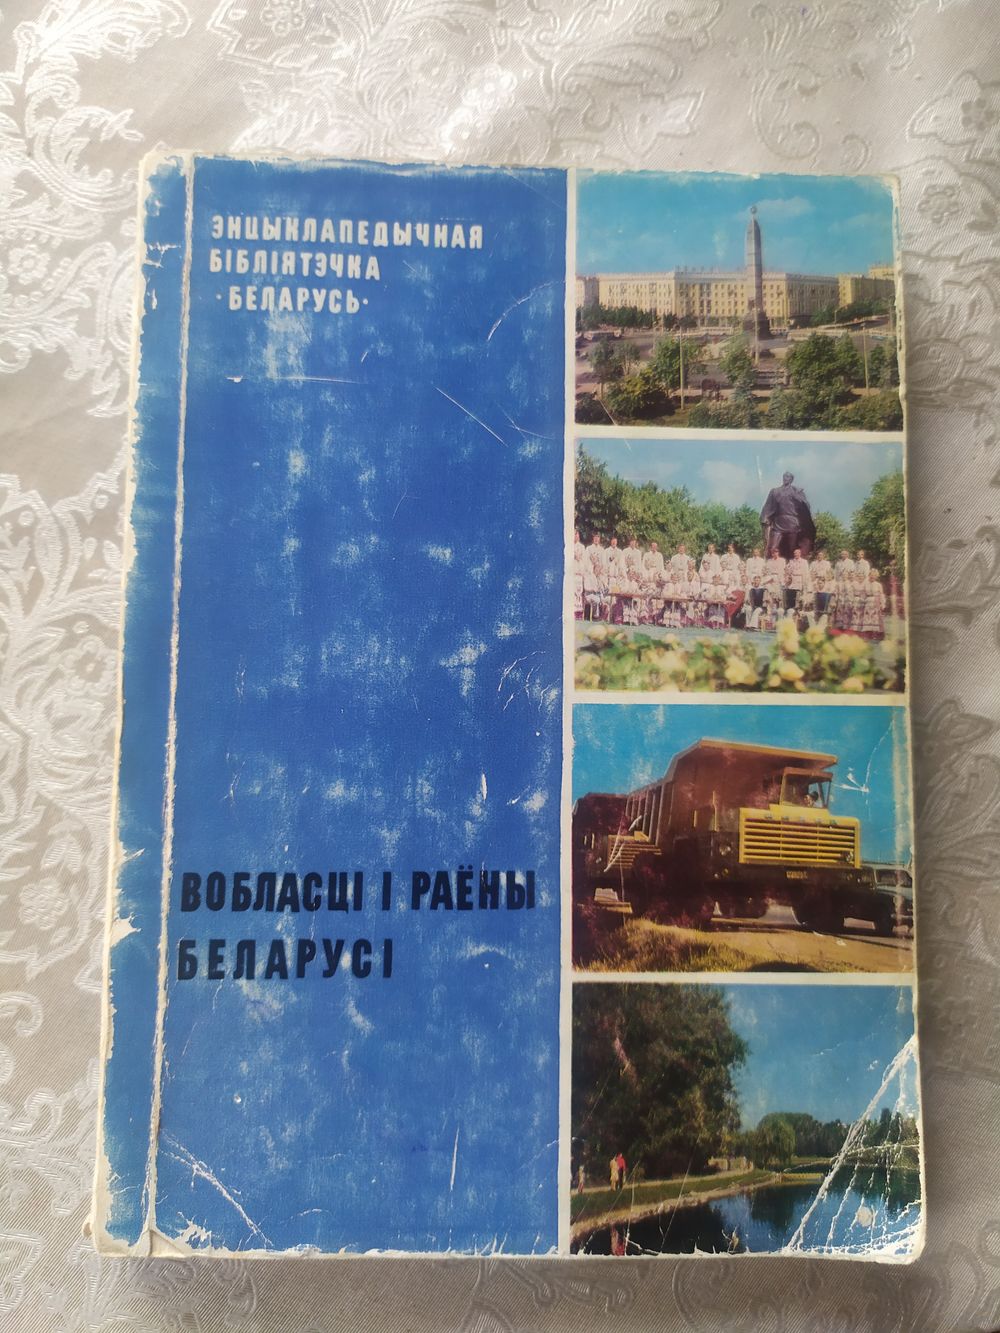 ЭНЦЫКЛАПЕДЫЧНАЯ
БІБЛІЯТЭЧКА
·БЕЛАРУСЬ·
ВОБЛАСЦІ І РАЁНЫ
БЕЛАРУСІ